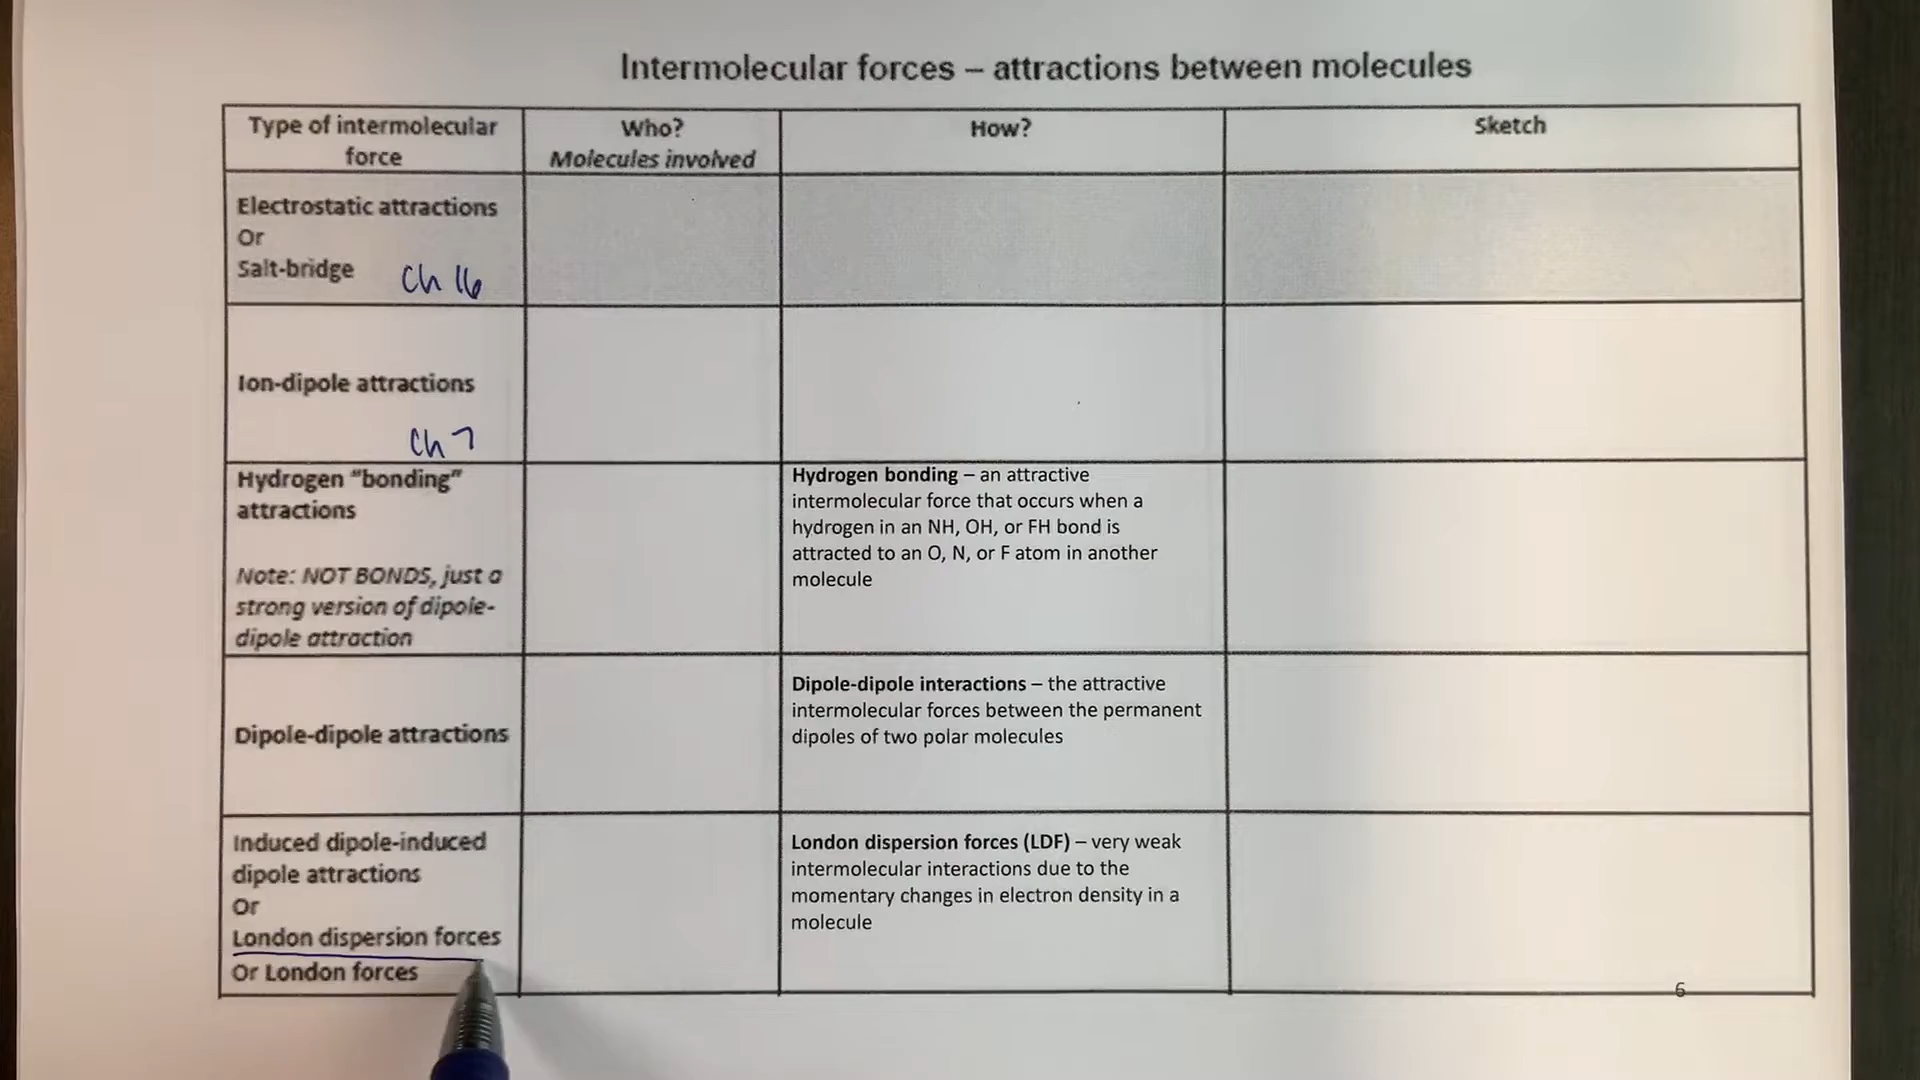 Intermolecular forces – attractions between molecules
Type of intermolecular
force
Who?
Molecules involved
How?
Sketch
Electrostatic attractions
Or
Salt-bridge
Ch 16
Ion-dipole attractions
Ch 7
Hydrogen "bonding"
attractions
Note: NOT BONDS, just a
strong version of dipole-
dipole attraction
Hydrogen bonding – an attractive
intermolecular force that occurs when a
hydrogen in an NH, OH, or FH bond is
attracted to an O, N, or F atom in another
molecule
Dipole-dipole attractions
Dipole-dipole interactions – the attractive
intermolecular forces between the permanent
dipoles of two polar molecules
Induced dipole-induced
dipole attractions
Or
London dispersion forces
Or London forces
London dispersion forces (LDF) – very weak
intermolecular interactions due to the
momentary changes in electron density in a
molecule
6